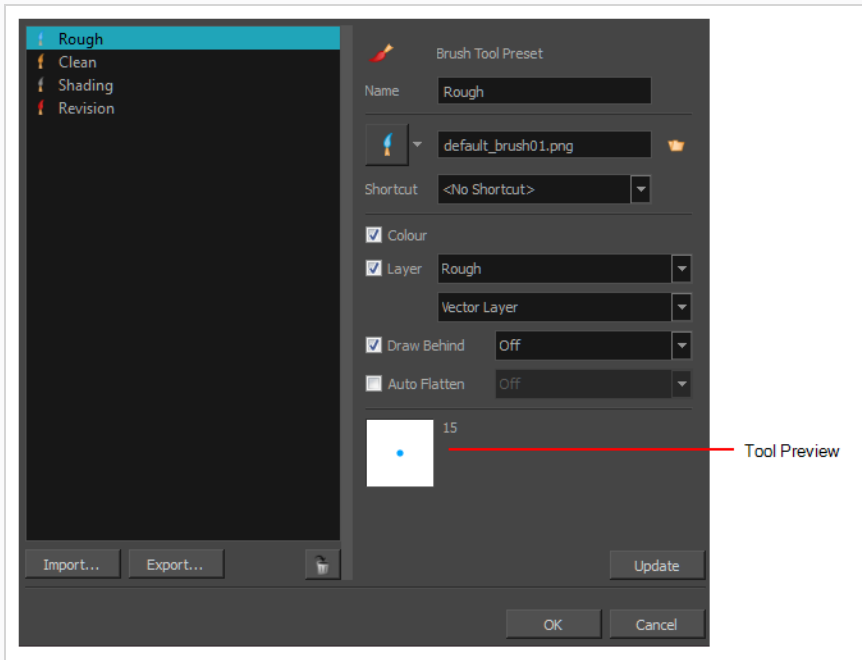 Rough
Clean
Shading
Revision
Import...
Export...
Brush Tool Preset
Name
Rough
default_brush01.png
Shortcut
<No Shortcut>
Colour
Layer
Rough
Vector Layer
Draw Behind
Off
Auto Flatten
Off
15
Tool Preview
Update
OK
Cancel